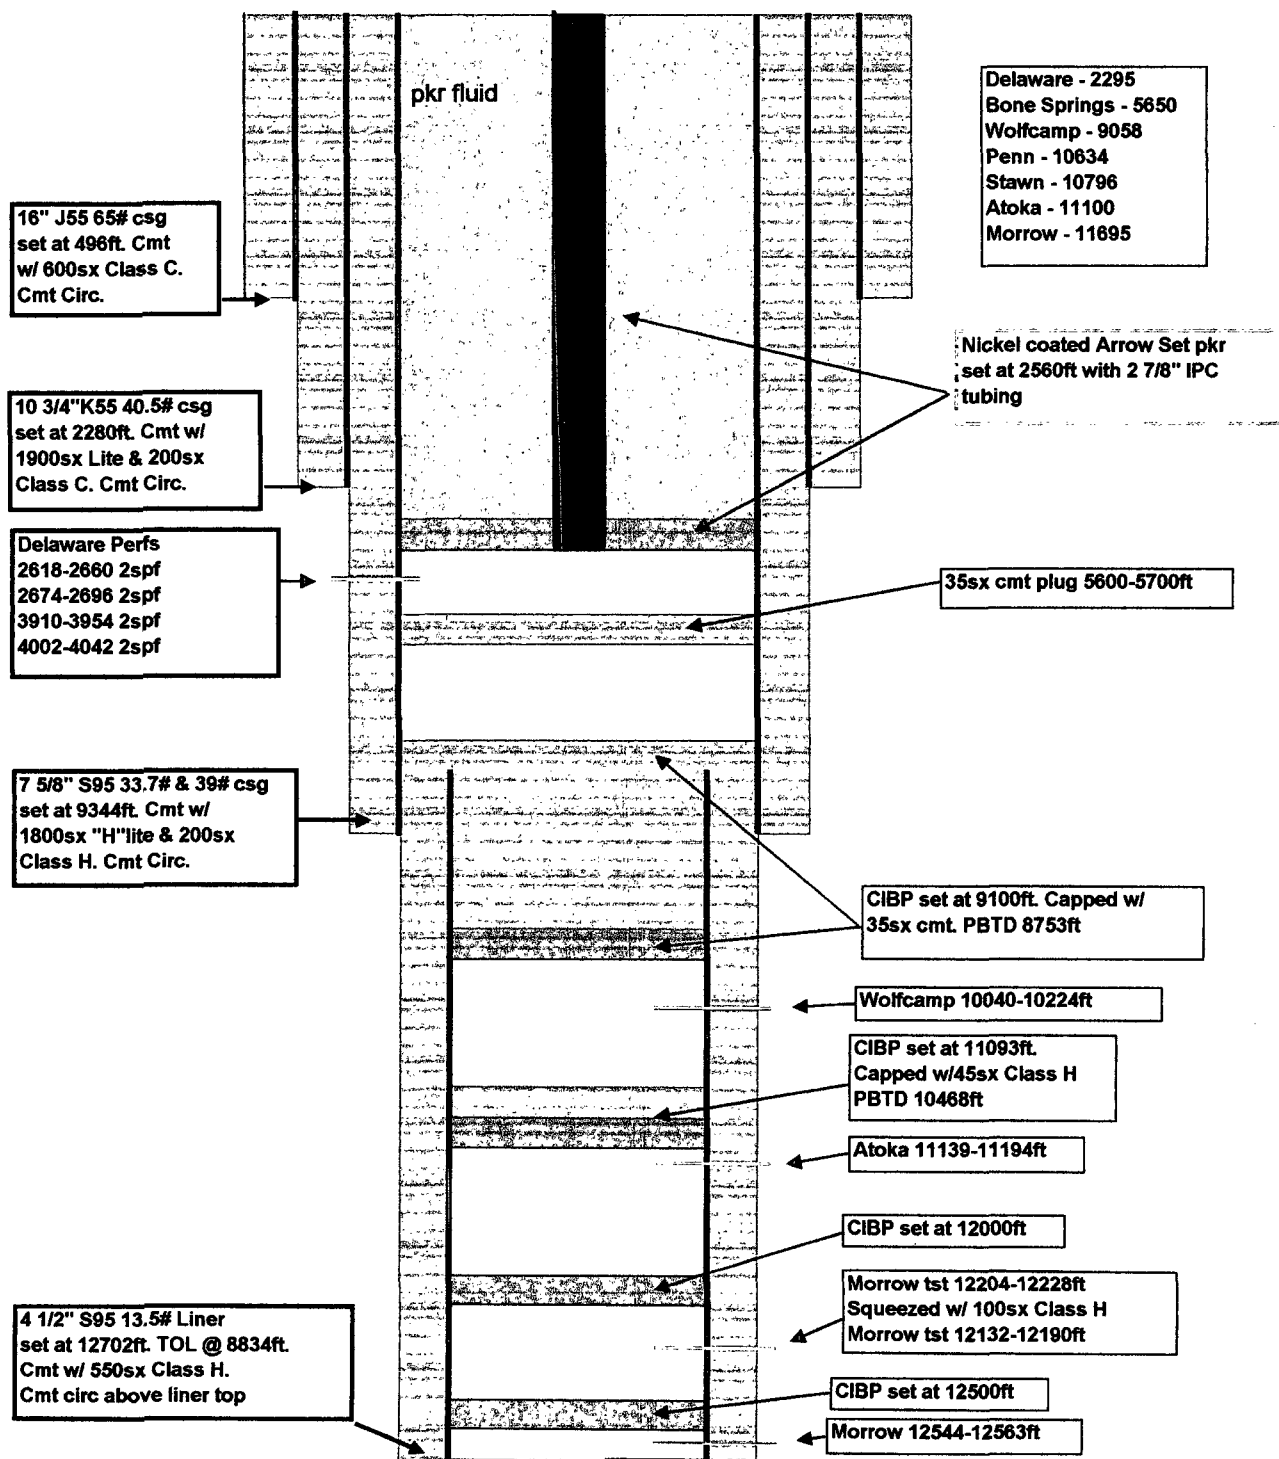 pkr fluid
Delaware - 2295
Bone Springs - 5650
Wolfcamp - 9058
Penn - 10634
Stawn - 10796
Atoka - 11100
Morrow - 11695
16" J55 65# csg
set at 496ft. Cmt
w/ 600sx Class C.
Cmt Circ.
Nickel coated Arrow Set pkr
set at 2560ft with 2 7/8" IPC
tubing
10 3/4"K55 40.5# csg
set at 2280ft. Cmt w/
1900sx Lite & 200sx
Class C. Cmt Circ.
Delaware Perfs
2618-2660 2spf
2674-2696 2spf
3910-3954 2spf
4002-4042 2spf
35sx cmt plug 5600-5700ft
7 5/8" S95 33.7# & 39# csg
set at 9344ft. Cmt w/
1800sx "H"lite & 200sx
Class H. Cmt Circ.
CIBP set at 9100ft. Capped w/
35sx cmt. PBTD 8753ft
Wolfcamp 10040-10224ft
CIBP set at 11093ft.
Capped w/45sx Class H
PBTD 10468ft
Atoka 11139-11194ft
CIBP set at 12000ft
Morrow tst 12204-12228ft
Squeezed w/ 100sx Class H
Morrow tst 12132-12190ft
4 1/2" S95 13.5# Liner
set at 12702ft. TOL @ 8834ft.
Cmt w/ 550sx Class H.
Cmt circ above liner top
CIBP set at 12500ft
Morrow 12544-12563ft